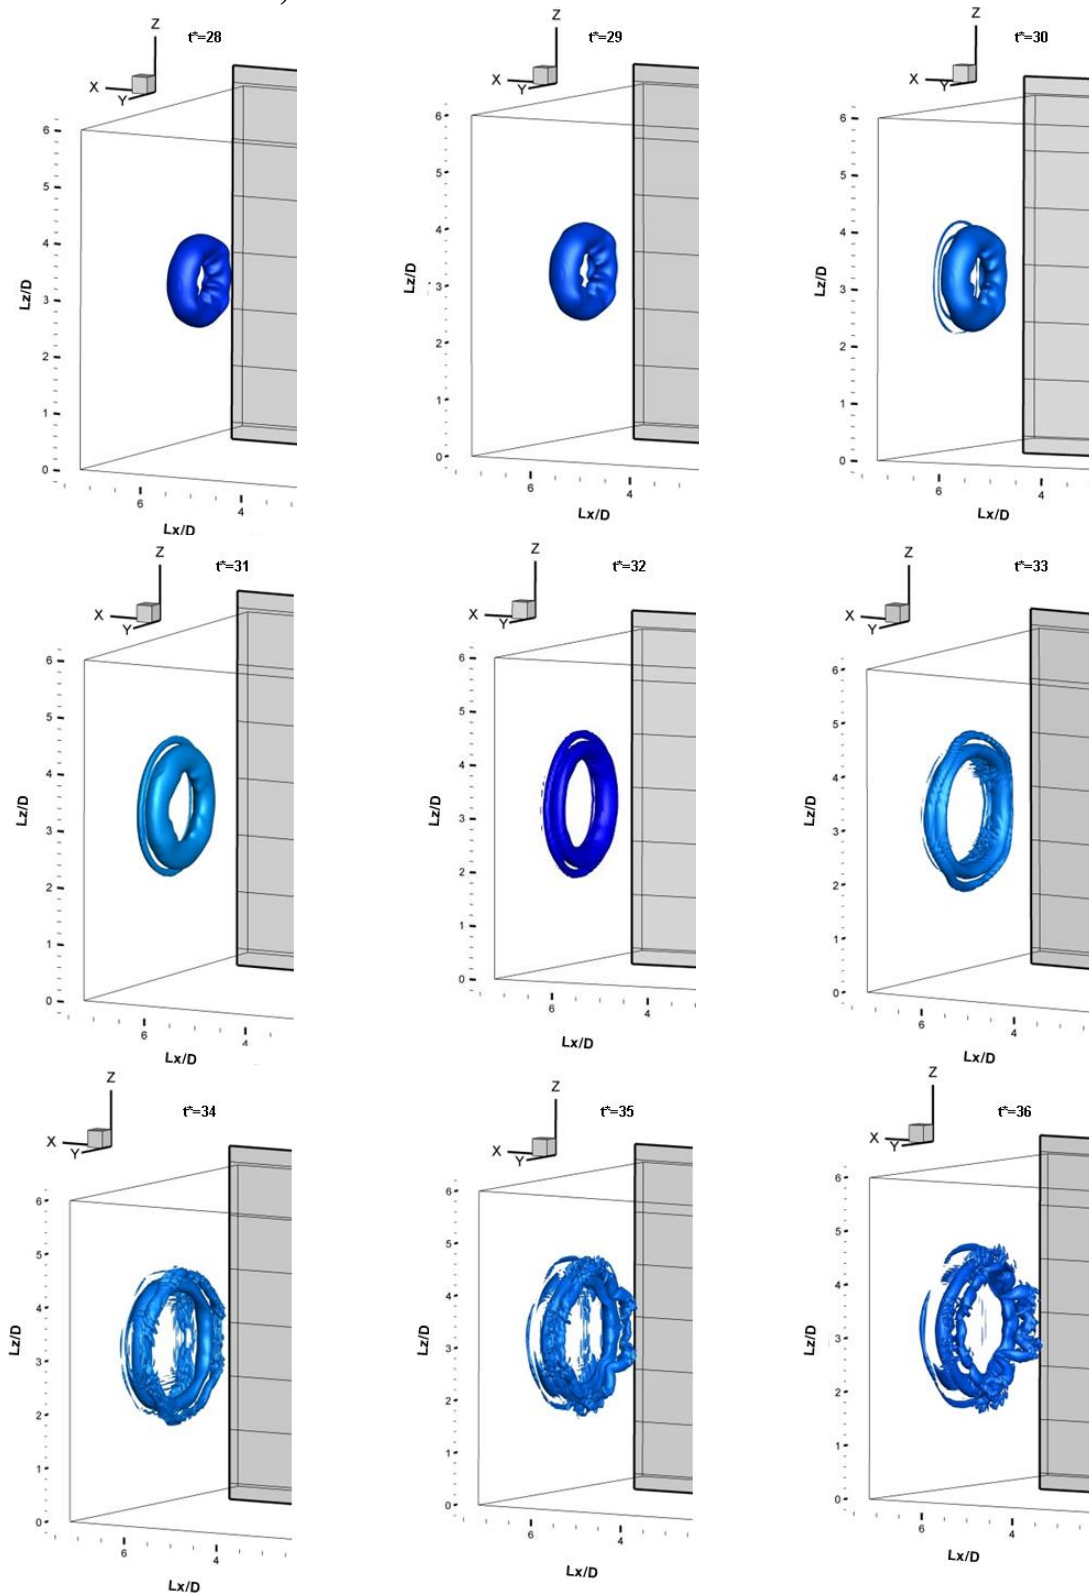 Z Z Z
t*=28 t*=29 t*=30
X Y X Y X Y
6 6 6
5 5 5
4 4 4
Lz/D 3 Lz/D 3 Lz/D 3
2 2 2
1 1 1
0 0 0
6 4 6 4 6 4
Lx/D Lx/D Lx/D
Z Z Z
t*=31 t*=32 t*=33
X Y X Y X Y
6 6 6
5 5 5
4 4 4
Lz/D 3 Lz/D 3 Lz/D 3
2 2 2
1 1 1
0 0 0
6 4 6 4 6 4
Lx/D Lx/D Lx/D
Z Z Z
t*=34 t*=35 t*=36
X Y X Y X Y
6 6 6
5 5 5
4 4 4
Lz/D 3 Lz/D 3 Lz/D 3
2 2 2
1 1 1
0 0 0
6 4 6 4 6 4
Lx/D Lx/D Lx/D